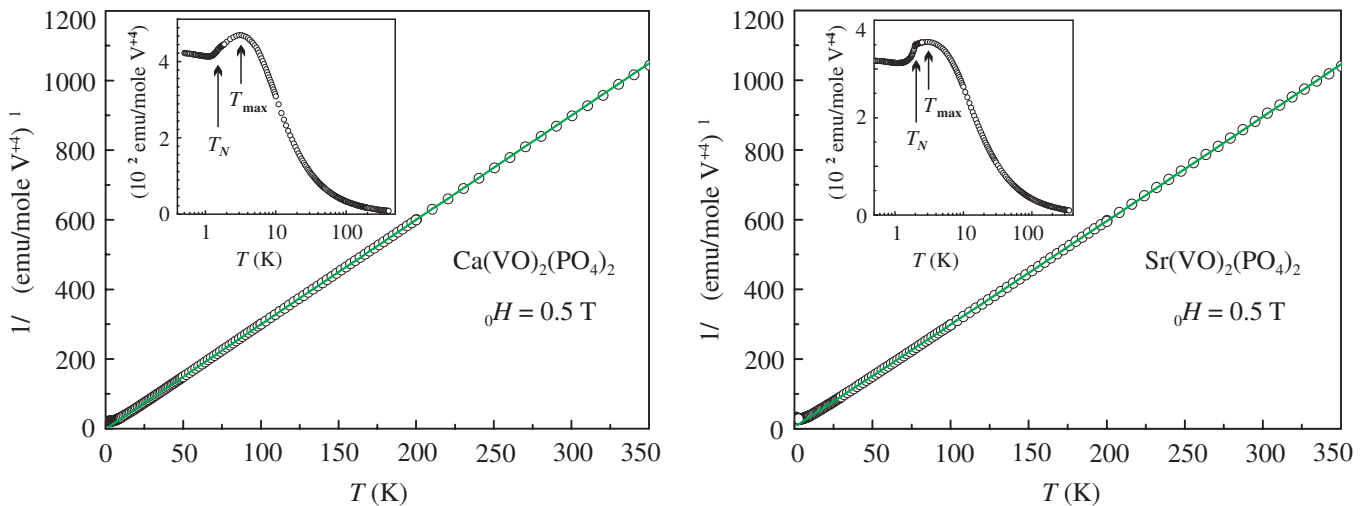 1200
1000
800
600
400
200
0
1/ (emu/mole V+4) 1
0 50 100 150 200 250 300 350
T (K)
4
2
0
(10 2 emu/mole V+4)
1 10 100
T (K)
TN
Tmax
Ca(VO)2(PO4)2
0H = 0.5 T
1200
1000
800
600
400
200
0
1/ (emu/mole V+4) 1
0 50 100 150 200 250 300 350
T (K)
4
2
0
(10 2 emu/mole V+4)
1 10 100
T (K)
TN
Tmax
Sr(VO)2(PO4)2
0H = 0.5 T